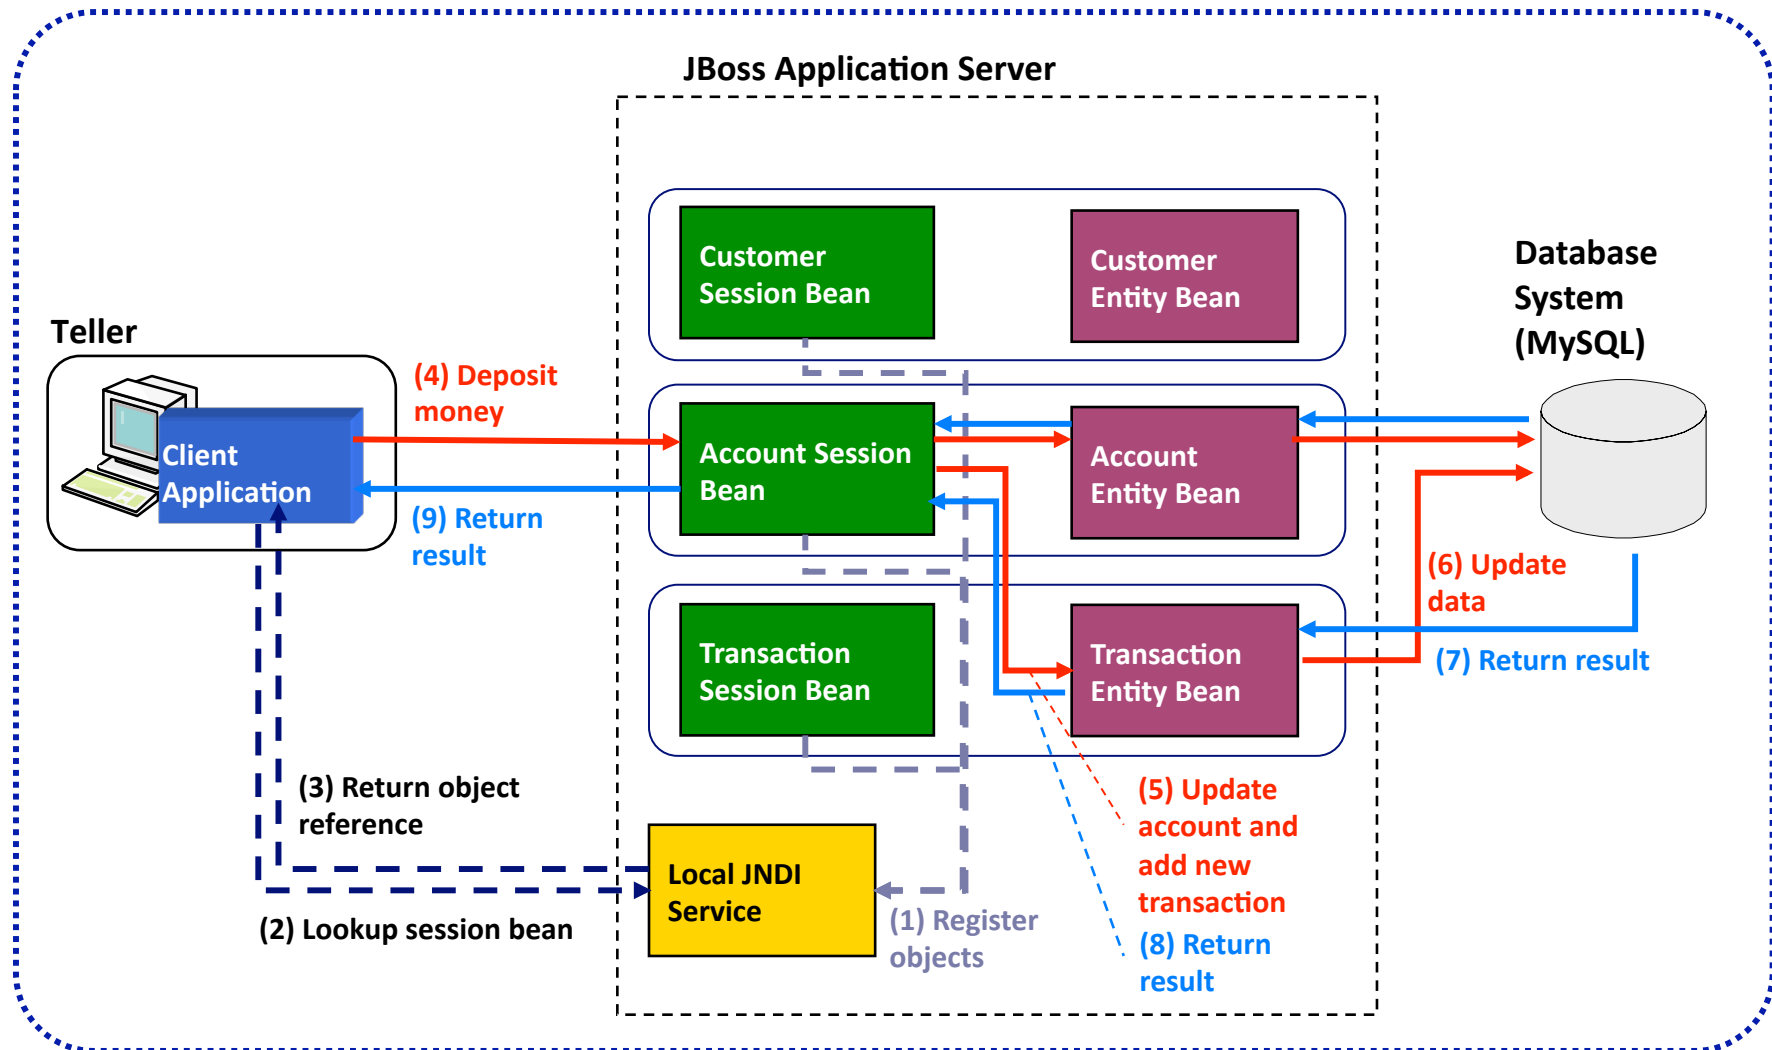 JBoss Application Server
Customer
Session Bean
Customer
Entity Bean
Database
System
(MySQL)
Teller
Client
Application
(4) Deposit
money
(9) Return
result
Account Session
Bean
Account
Entity Bean
(6) Update
data
(7) Return result
Transaction
Session Bean
Transaction
Entity Bean
(3) Return object
reference
(2) Lookup session bean
Local JNDI
Service
(1) Register
objects
(5) Update
account and
add new
transaction
(8) Return
result